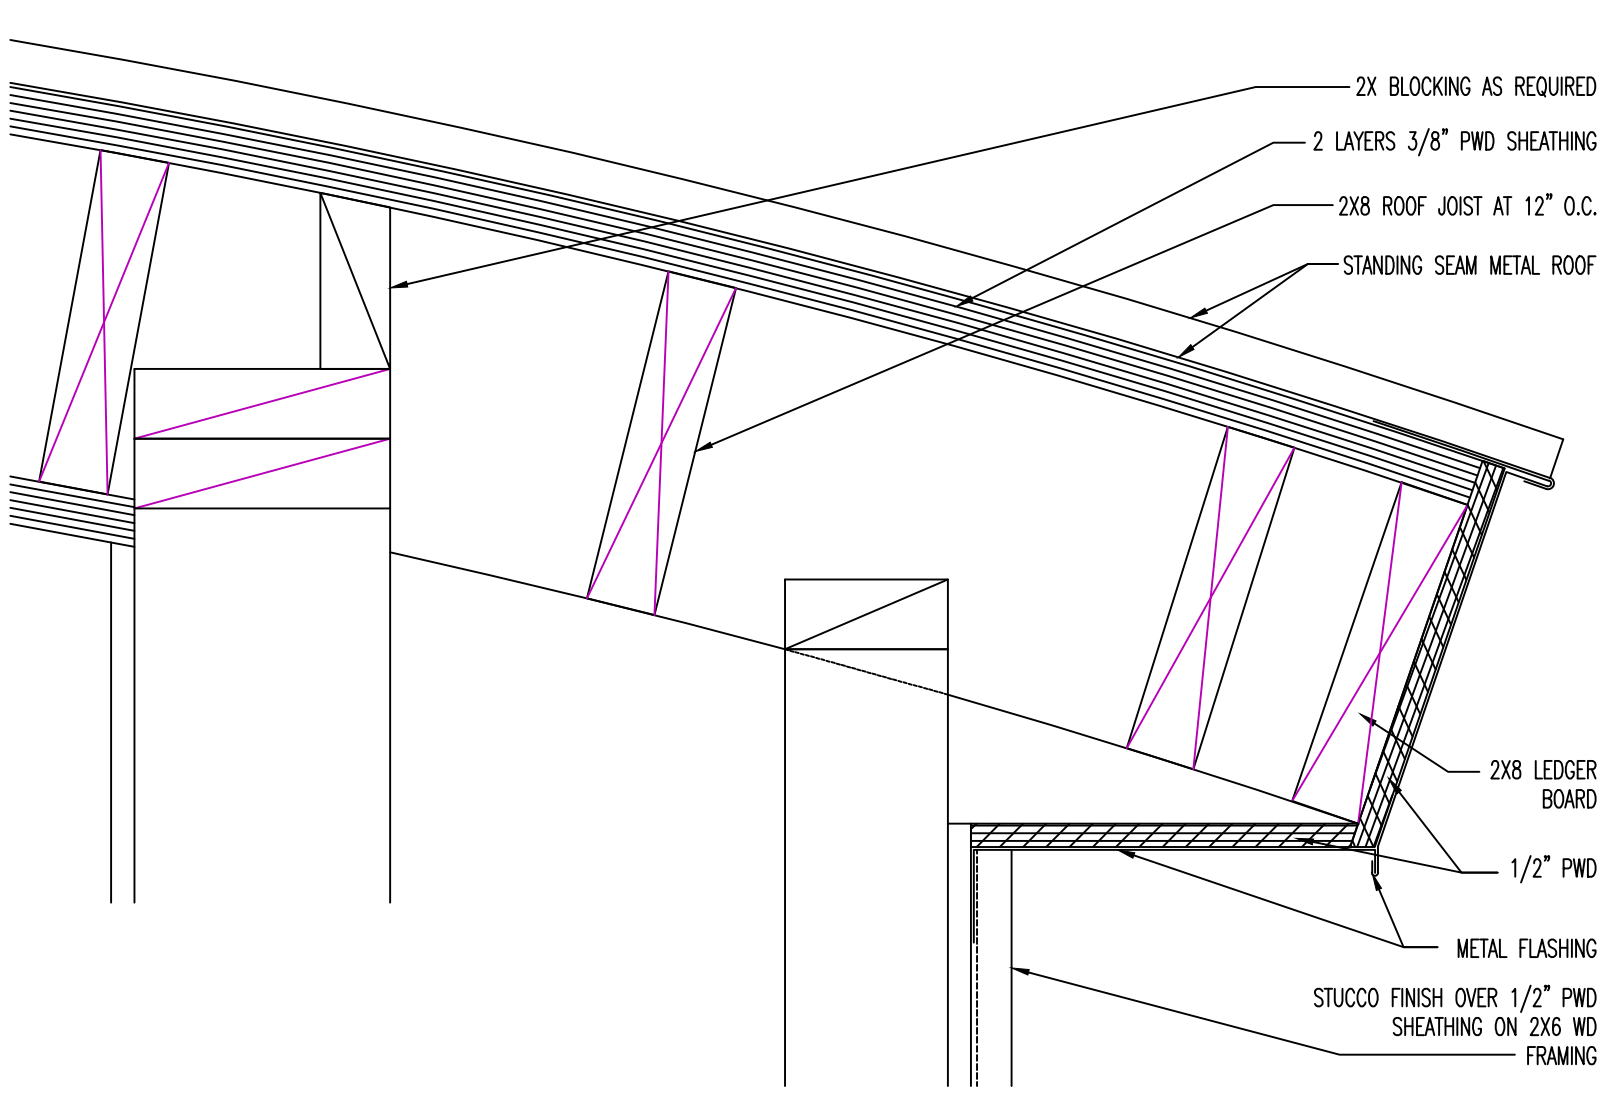 2X BLOCKING AS REQUIRED
2 LAYERS 3/8" PWD SHEATHING
2X8 ROOF JOIST AT 12" O.C.
STANDING SEAM METAL ROOF
2X8 LEDGER
BOARD
1/2" PWD
METAL FLASHING
STUCCO FINISH OVER 1/2" PWD
SHEATHING ON 2X6 WD
FRAMING